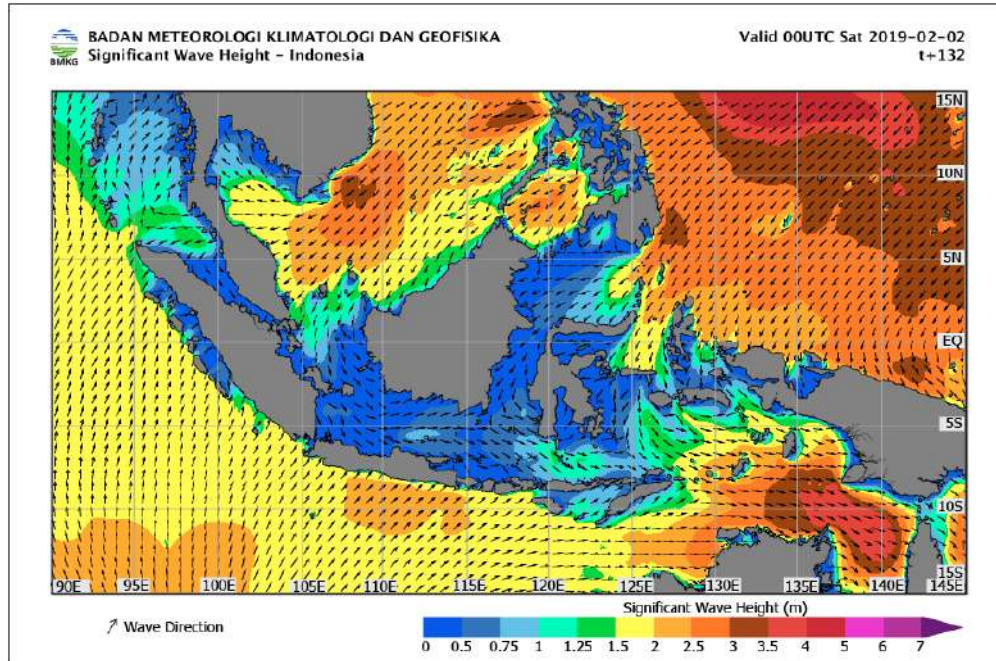 BADAN METEOROLOGI KLIMATOLOGI DAN GEOFISIKA
Significant Wave Height - Indonesia
BMKG
Valid 00UTC Sat 2019-02-02
t+132
15N
10N
5N
EQ
5S
10S
15S
90E 95E 100E 105E 110E 115E 120E 125E 130E 135E 140E 145E
Wave Direction
Significant Wave Height (m)
0 0.5 0.75 1 1.25 1.5 2 2.5 3 3.5 4 5 6 7